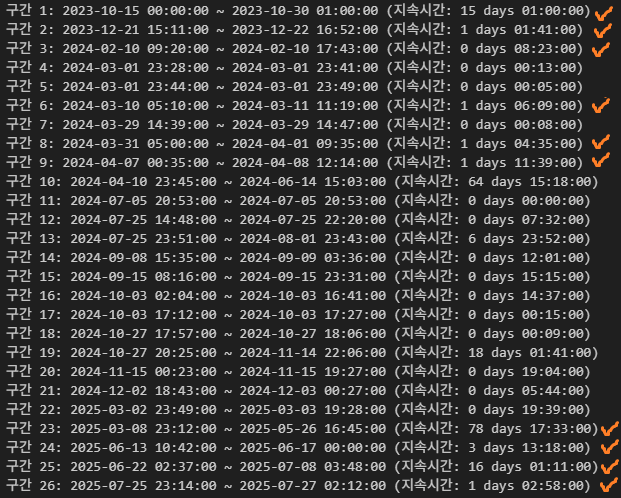 구간 1: 2023-10-15 00:00:00 ~ 2023-10-30 01:00:00 (지속시간: 15 days 01:00:00)
구간 2: 2023-12-21 15:11:00 ~ 2023-12-22 16:52:00 (지속시간: 1 days 01:41:00)
구간 3: 2024-02-10 09:20:00 ~ 2024-02-10 17:43:00 (지속시간: 0 days 08:23:00)
구간 4: 2024-03-01 23:28:00 ~ 2024-03-01 23:41:00 (지속시간: 0 days 00:13:00)
구간 5: 2024-03-01 23:44:00 ~ 2024-03-01 23:49:00 (지속시간: 0 days 00:05:00)
구간 6: 2024-03-10 05:10:00 ~ 2024-03-11 11:19:00 (지속시간: 1 days 06:09:00)
구간 7: 2024-03-29 14:39:00 ~ 2024-03-29 14:47:00 (지속시간: 0 days 00:08:00)
구간 8: 2024-03-31 05:00:00 ~ 2024-04-01 09:35:00 (지속시간: 1 days 04:35:00)
구간 9: 2024-04-07 00:35:00 ~ 2024-04-08 12:14:00 (지속시간: 1 days 11:39:00)
구간 10: 2024-04-10 23:45:00 ~ 2024-06-14 15:03:00 (지속시간: 64 days 15:18:00)
구간 11: 2024-07-05 20:53:00 ~ 2024-07-05 20:53:00 (지속시간: 0 days 00:00:00)
구간 12: 2024-07-25 14:48:00 ~ 2024-07-25 22:20:00 (지속시간: 0 days 07:32:00)
구간 13: 2024-07-25 23:51:00 ~ 2024-08-01 23:43:00 (지속시간: 6 days 23:52:00)
구간 14: 2024-09-08 15:35:00 ~ 2024-09-09 03:36:00 (지속시간: 0 days 12:01:00)
구간 15: 2024-09-15 08:16:00 ~ 2024-09-15 23:31:00 (지속시간: 0 days 15:15:00)
구간 16: 2024-10-03 02:04:00 ~ 2024-10-03 16:41:00 (지속시간: 0 days 14:37:00)
구간 17: 2024-10-03 17:12:00 ~ 2024-10-03 17:27:00 (지속시간: 0 days 00:15:00)
구간 18: 2024-10-27 17:57:00 ~ 2024-10-27 18:06:00 (지속시간: 0 days 00:09:00)
구간 19: 2024-10-27 20:25:00 ~ 2024-11-14 22:06:00 (지속시간: 18 days 01:41:00)
구간 20: 2024-11-15 00:23:00 ~ 2024-11-15 19:27:00 (지속시간: 0 days 19:04:00)
구간 21: 2024-12-02 18:43:00 ~ 2024-12-03 00:27:00 (지속시간: 0 days 05:44:00)
구간 22: 2025-03-02 23:49:00 ~ 2025-03-03 19:28:00 (지속시간: 0 days 19:39:00)
구간 23: 2025-03-08 23:12:00 ~ 2025-05-26 16:45:00 (지속시간: 78 days 17:33:00)
구간 24: 2025-06-13 10:42:00 ~ 2025-06-17 00:00:00 (지속시간: 3 days 13:18:00)
구간 25: 2025-06-22 02:37:00 ~ 2025-07-08 03:48:00 (지속시간: 16 days 01:11:00)
구간 26: 2025-07-25 23:14:00 ~ 2025-07-27 02:12:00 (지속시간: 1 days 02:58:00)